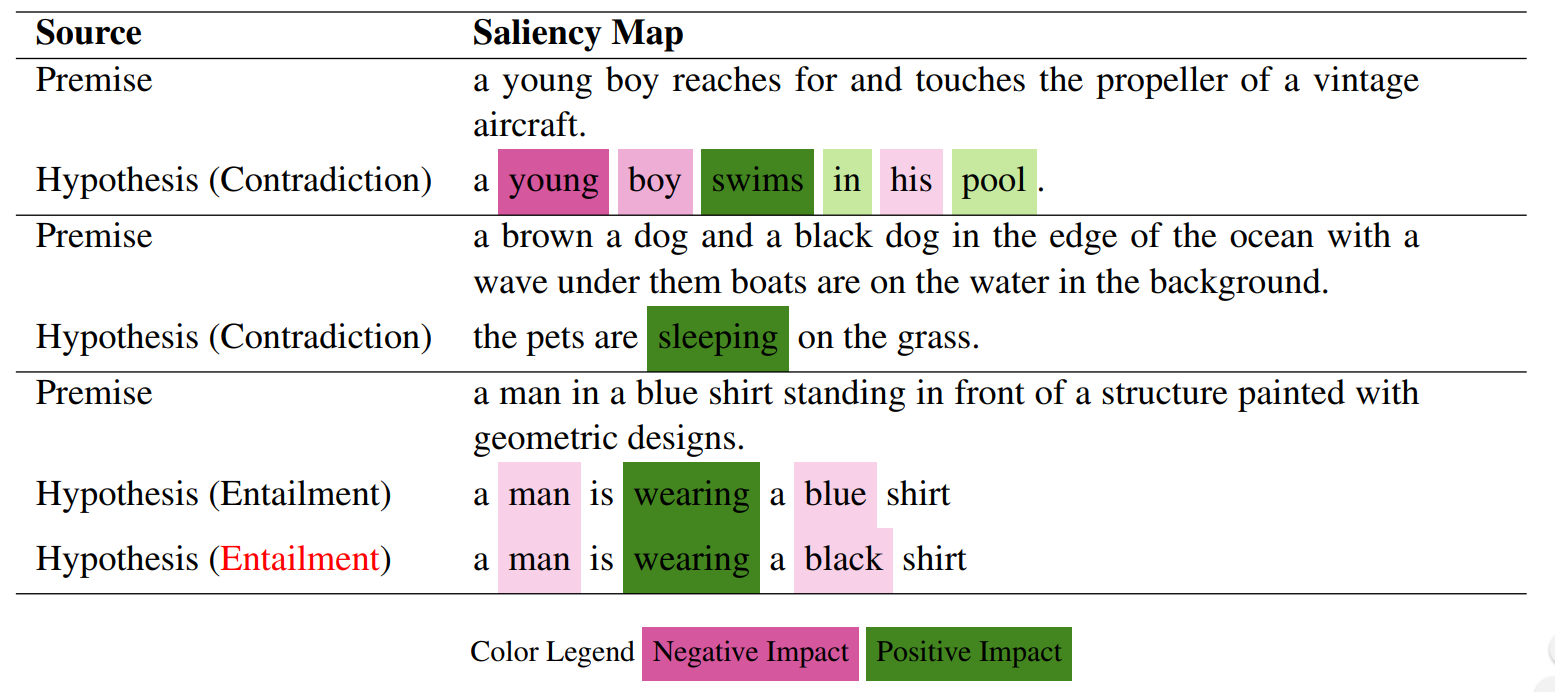 Source Saliency Map
Premise a young boy reaches for and touches the propeller of a vintage
aircraft.
Hypothesis (Contradiction) a young boy swims in his pool .
Premise a brown a dog and a black dog in the edge of the ocean with a
wave under them boats are on the water in the background.
Hypothesis (Contradiction) the pets are sleeping on the grass.
Premise a man in a blue shirt standing in front of a structure painted with
geometric designs.
Hypothesis (Entailment) a man is wearing a blue shirt
Hypothesis (Entailment) a man is wearing a black shirt
Color Legend Negative Impact Positive Impact